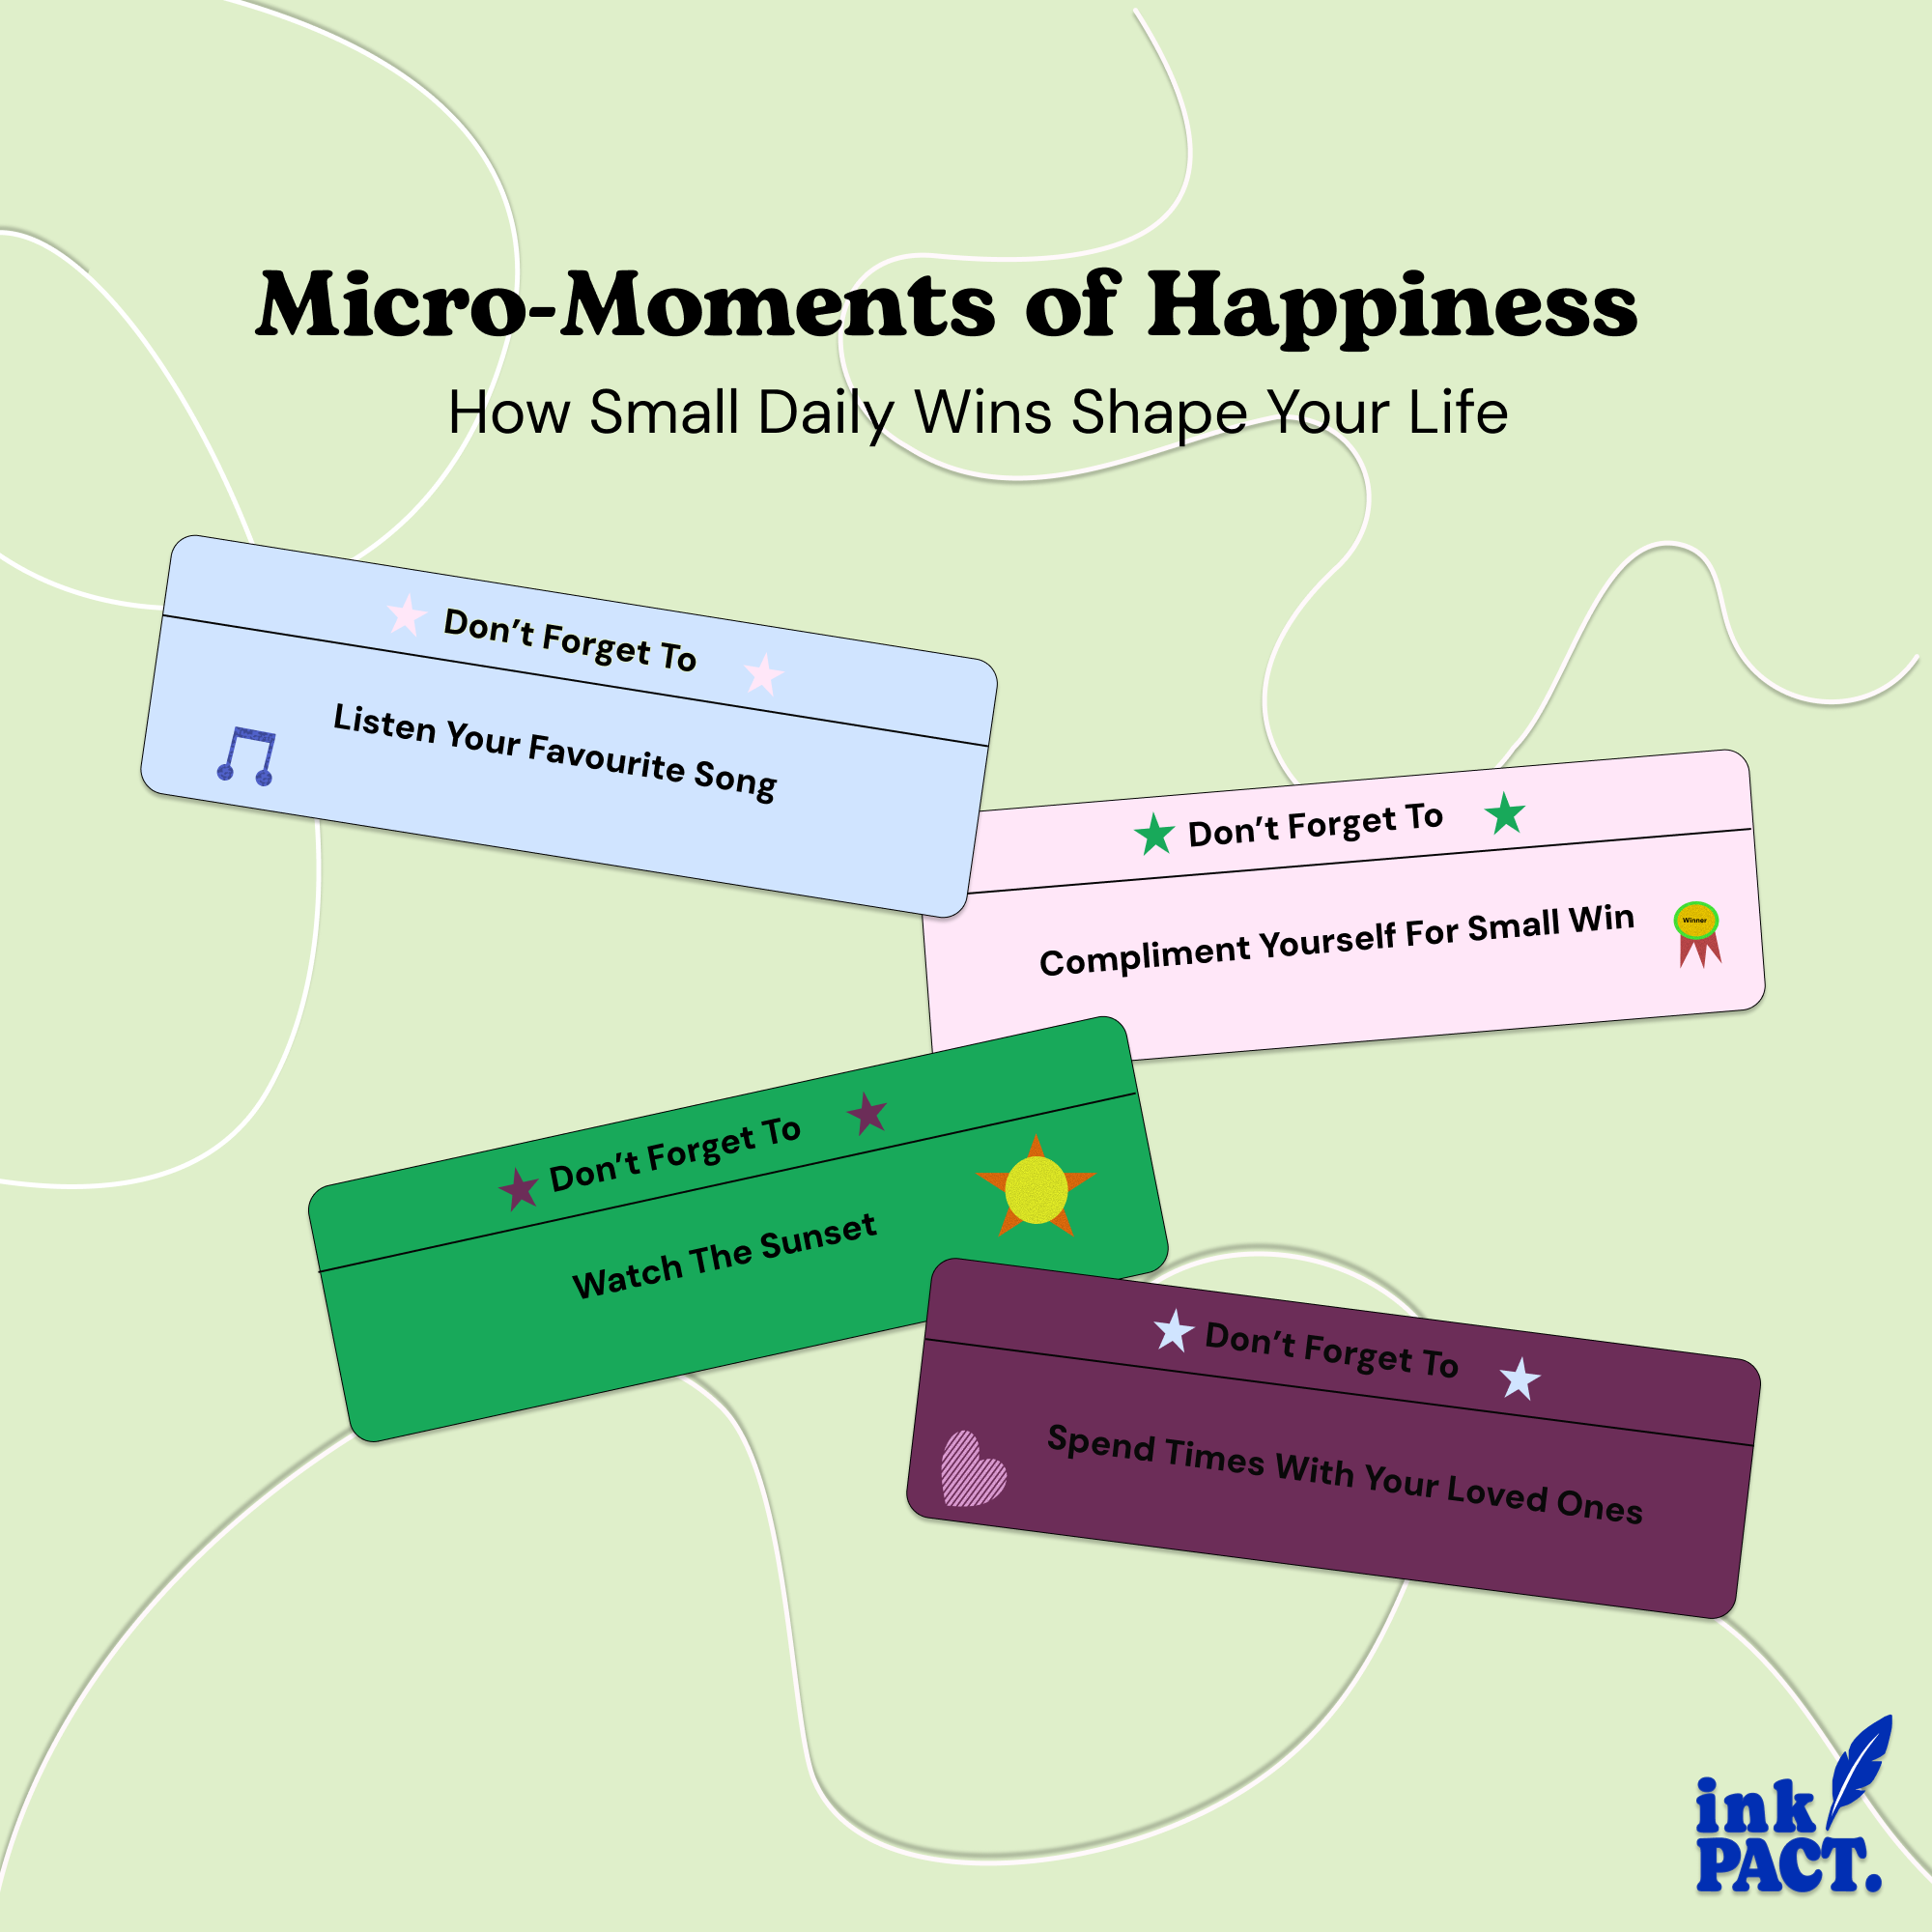 Micro-Moments of Happiness
How Small Daily Wins Shape Your Life
Don't Forget To
Listen Your Favourite Song
Don't Forget To
Compliment Yourself For Small Win
Winner
Don't Forget To
Watch The Sunset
Don't Forget To
Spend Times With Your Loved Ones
ink
PACT.